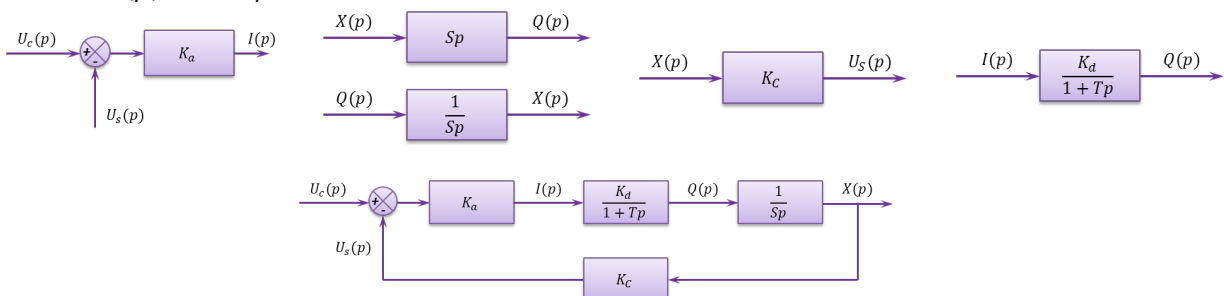 U_c(p) + - K_a I(p)
U_s(p)
X(p) Sp Q(p)
Q(p) 1/Sp X(p)
X(p) K_C U_S(p)
I(p) K_d/1 + Tp Q(p)
U_c(p) + - K_a I(p) K_d/1 + Tp Q(p) 1/Sp X(p)
U_s(p)
K_C